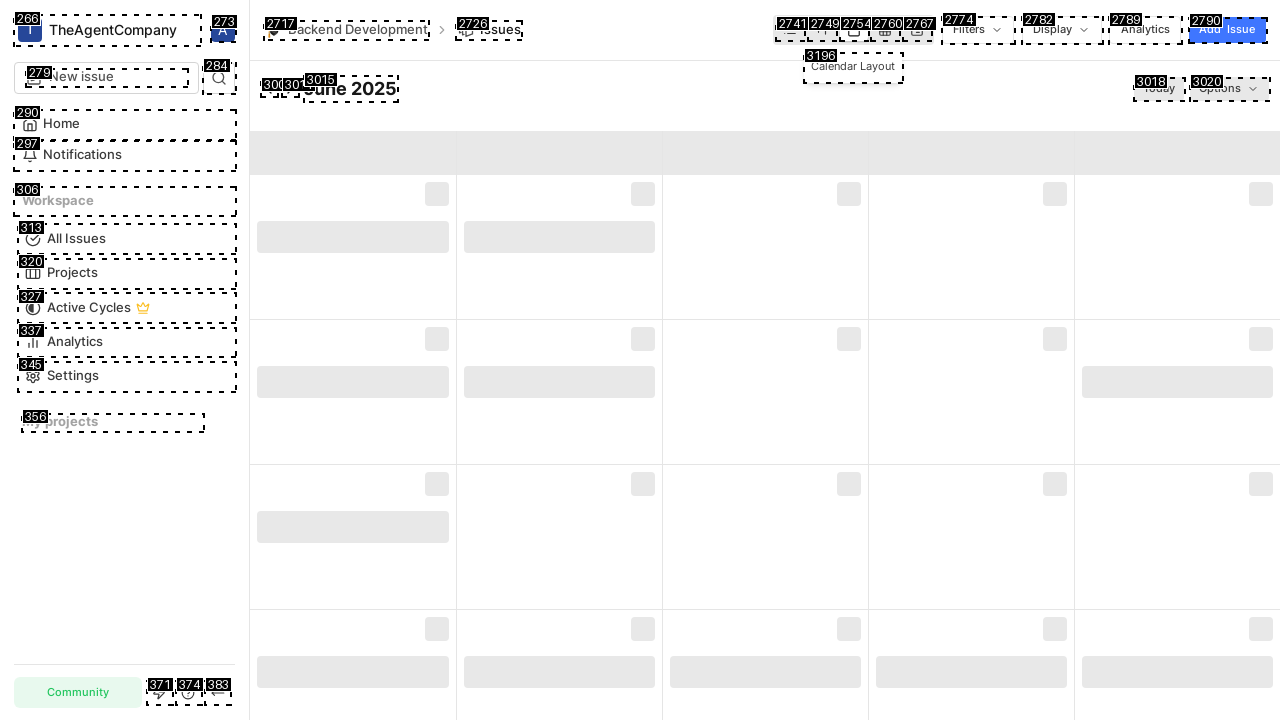 266
T
TheAgentCompany
273
A
279
New issue
284
290
Home
297
Notifications
306
Workspace
313
All Issues
320
Projects
327
Active Cycles
337
Analytics
345
Settings
356
My projects
Community
371
374
383
2717
Backend Development
2726
Issues
2741
2749
2754
2760
2767
2774
Filters
2782
Display
2789
Analytics
2790
Add Issue
3196
Calendar Layout
3015
June 2025
3018
Today
3020
Options